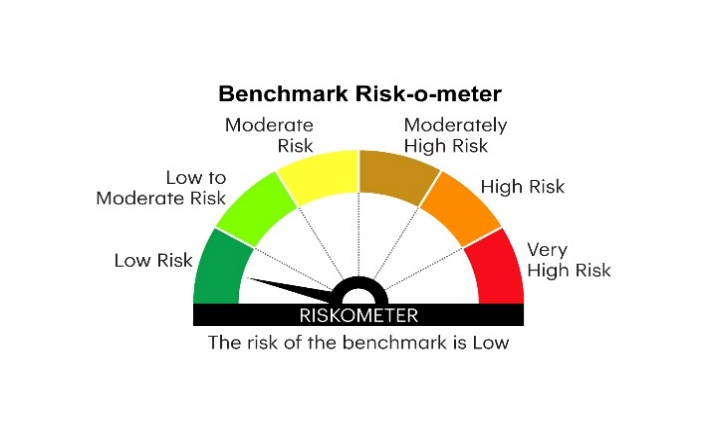 Benchmark Risk-o-meter
Moderate
Risk
Moderately
High Risk
Low to
Moderate Risk
High Risk
Low Risk
Very
High Risk
RISKOMETER
The risk of the benchmark is Low